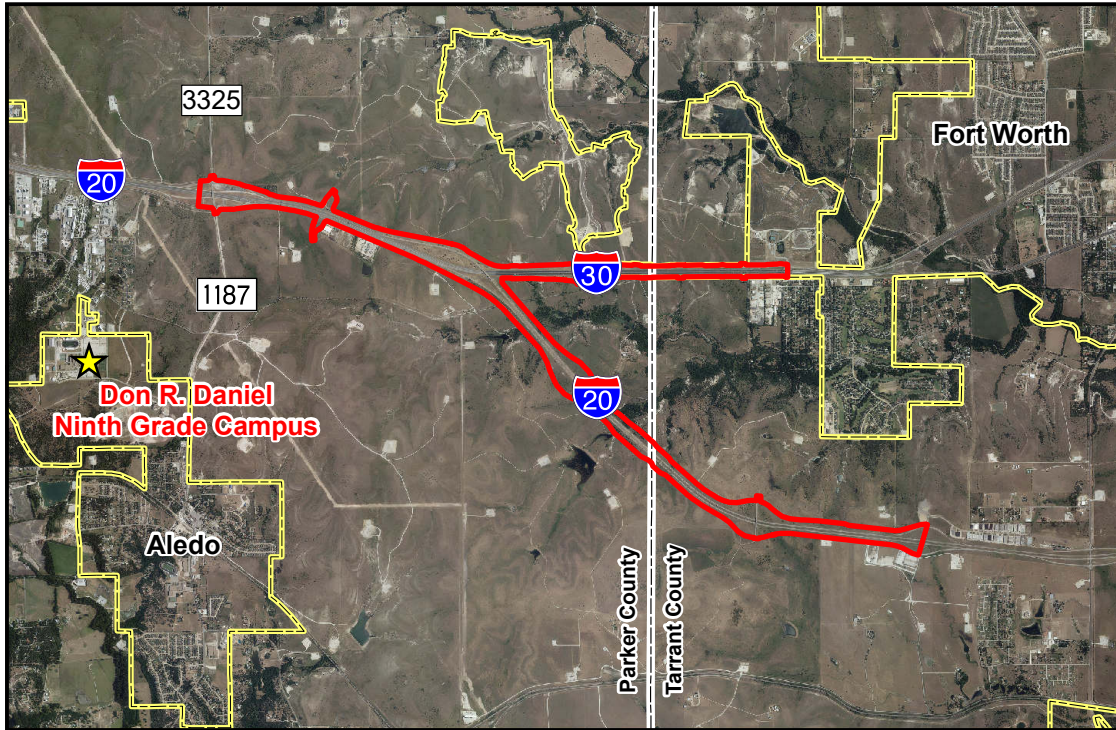 3325
Fort Worth
20
30
1187
Don R. Daniel
Ninth Grade Campus
20
Aledo
Parker County
Tarrant County